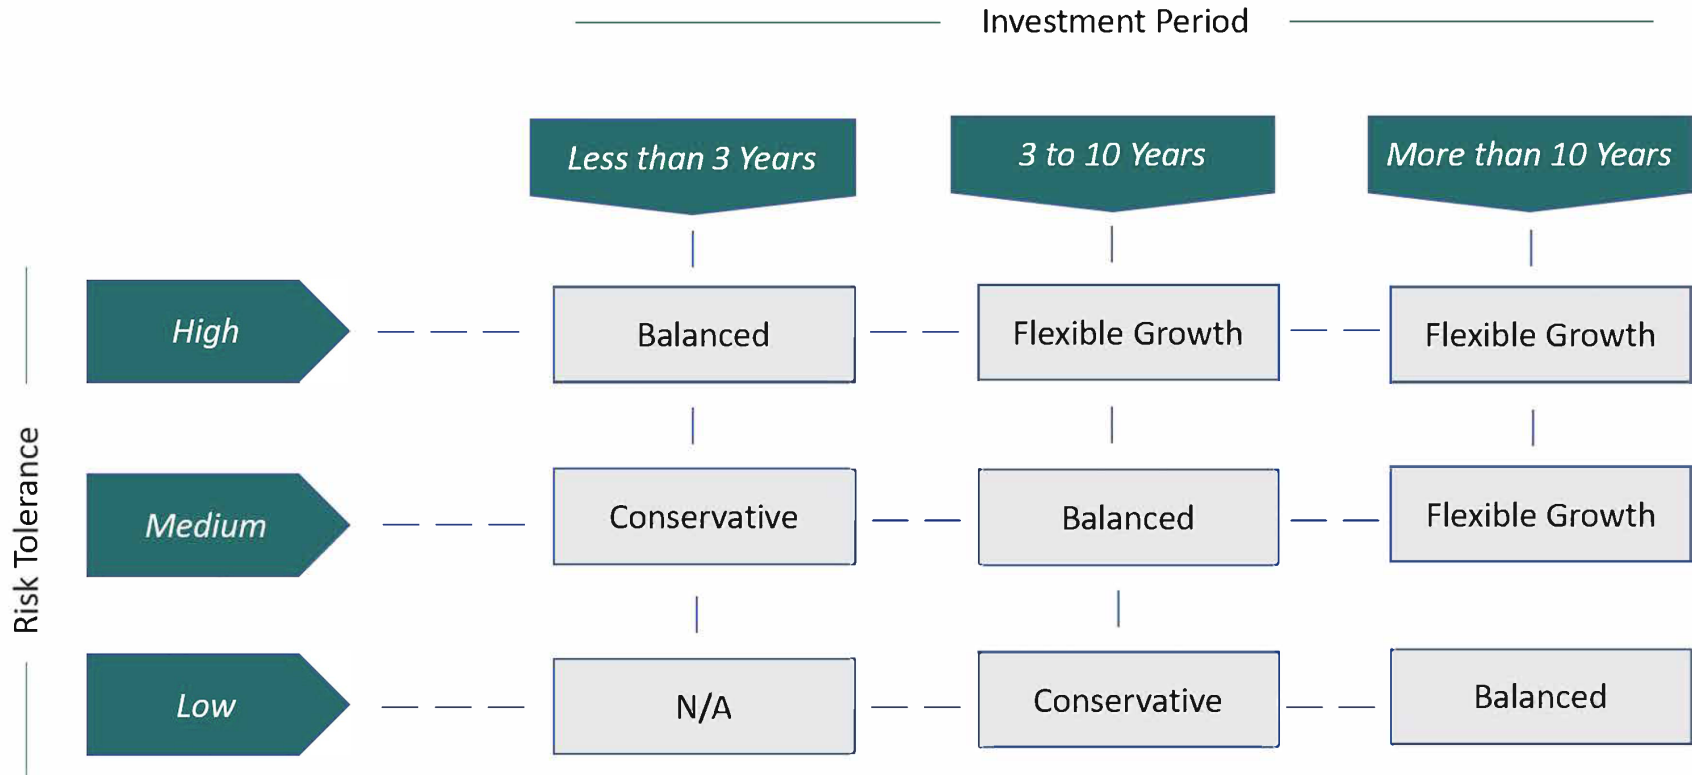 Investment Period
Less than 3 Years
3 to 10 Years
More than 10 Years
Risk Tolerance
High
Balanced
Flexible Growth
Flexible Growth
Medium
Conservative
Balanced
Flexible Growth
Low
N/A
Conservative
Balanced